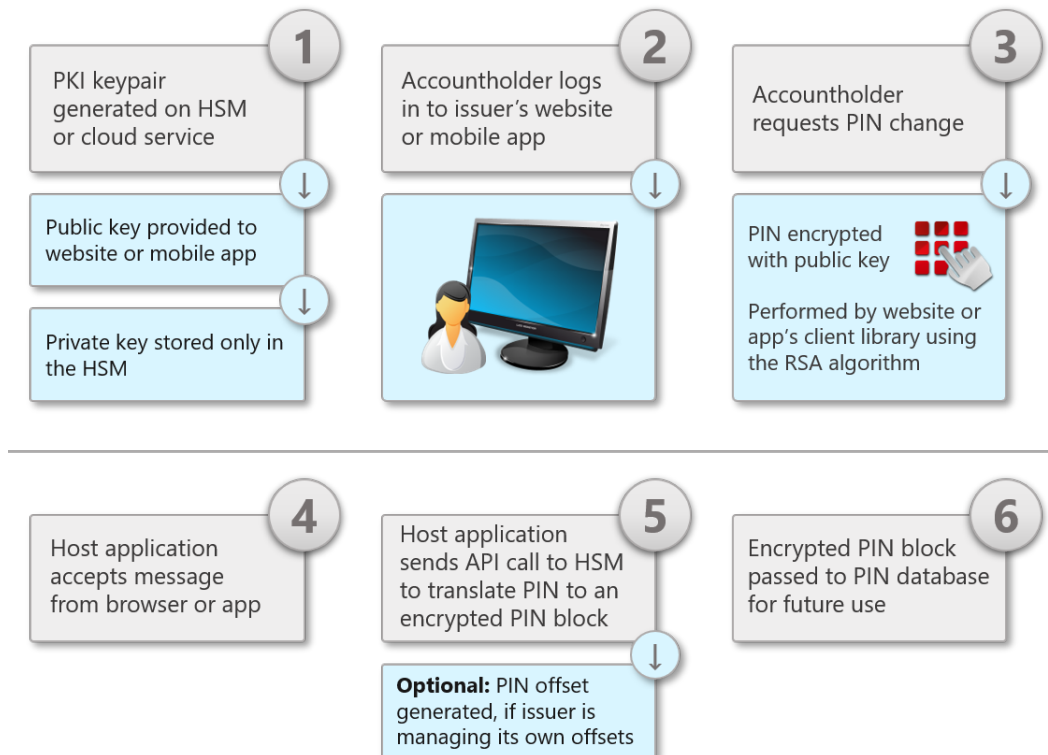 1
PKI keypair
generated on HSM
or cloud service
↓
Public key provided to
website or mobile app
↓
Private key stored only in
the HSM
2
Accountholder logs
in to issuer’s website
or mobile app
↓
3
Accountholder
requests PIN change
↓
PIN encrypted
with public key
Performed by website or
app’s client library using
the RSA algorithm
4
Host application
accepts message
from browser or app
5
Host application
sends API call to HSM
to translate PIN to an
encrypted PIN block
↓
Optional: PIN offset
generated, if issuer is
managing its own offsets
6
Encrypted PIN block
passed to PIN database
for future use